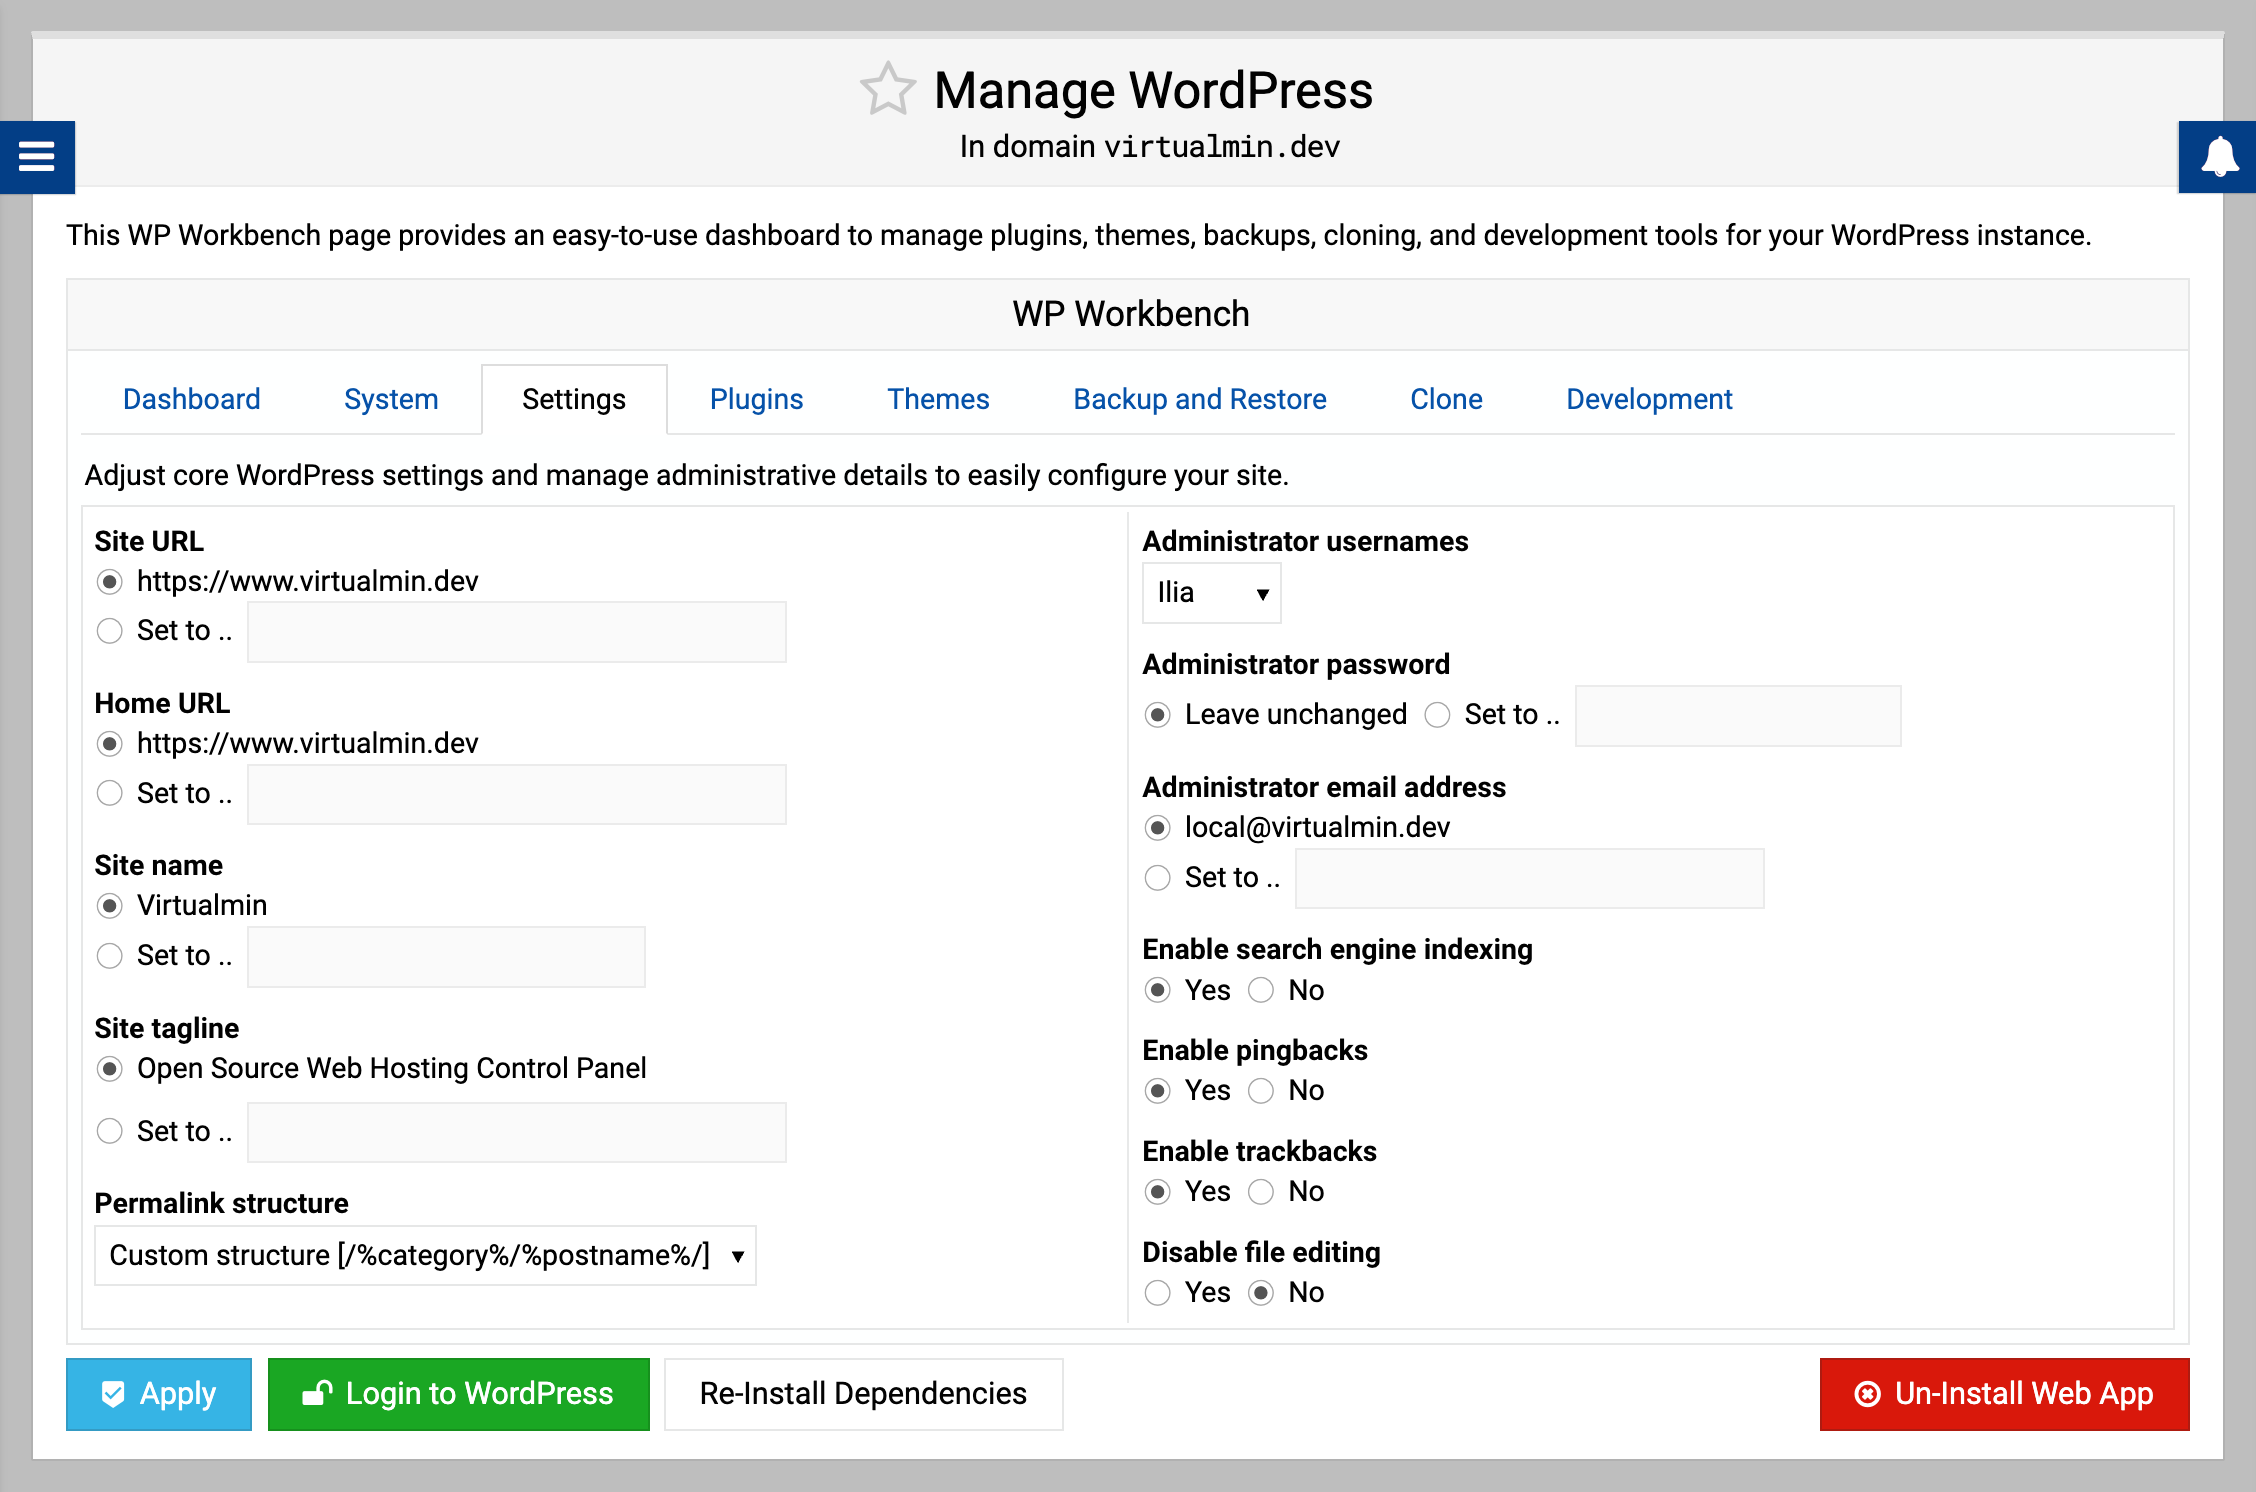 Manage WordPress
In domain virtualmin.dev
This WP Workbench page provides an easy-to-use dashboard to manage plugins, themes, backups, cloning, and development tools for your WordPress instance.
WP Workbench
Dashboard System Settings Plugins Themes Backup and Restore Clone Development
Adjust core WordPress settings and manage administrative details to easily configure your site.
Site URL
https://www.virtualmin.dev
Set to ..
Home URL
https://www.virtualmin.dev
Set to ..
Site name
Virtualmin
Set to ..
Site tagline
Open Source Web Hosting Control Panel
Set to ..
Permalink structure
Custom structure [/%category%/%postname%/]
Administrator usernames
Ilia
Administrator password
Leave unchanged Set to ..
Administrator email address
local@virtualmin.dev
Set to ..
Enable search engine indexing
Yes No
Enable pingbacks
Yes No
Enable trackbacks
Yes No
Disable file editing
Yes No
Apply Login to WordPress Re-Install Dependencies Un-Install Web App